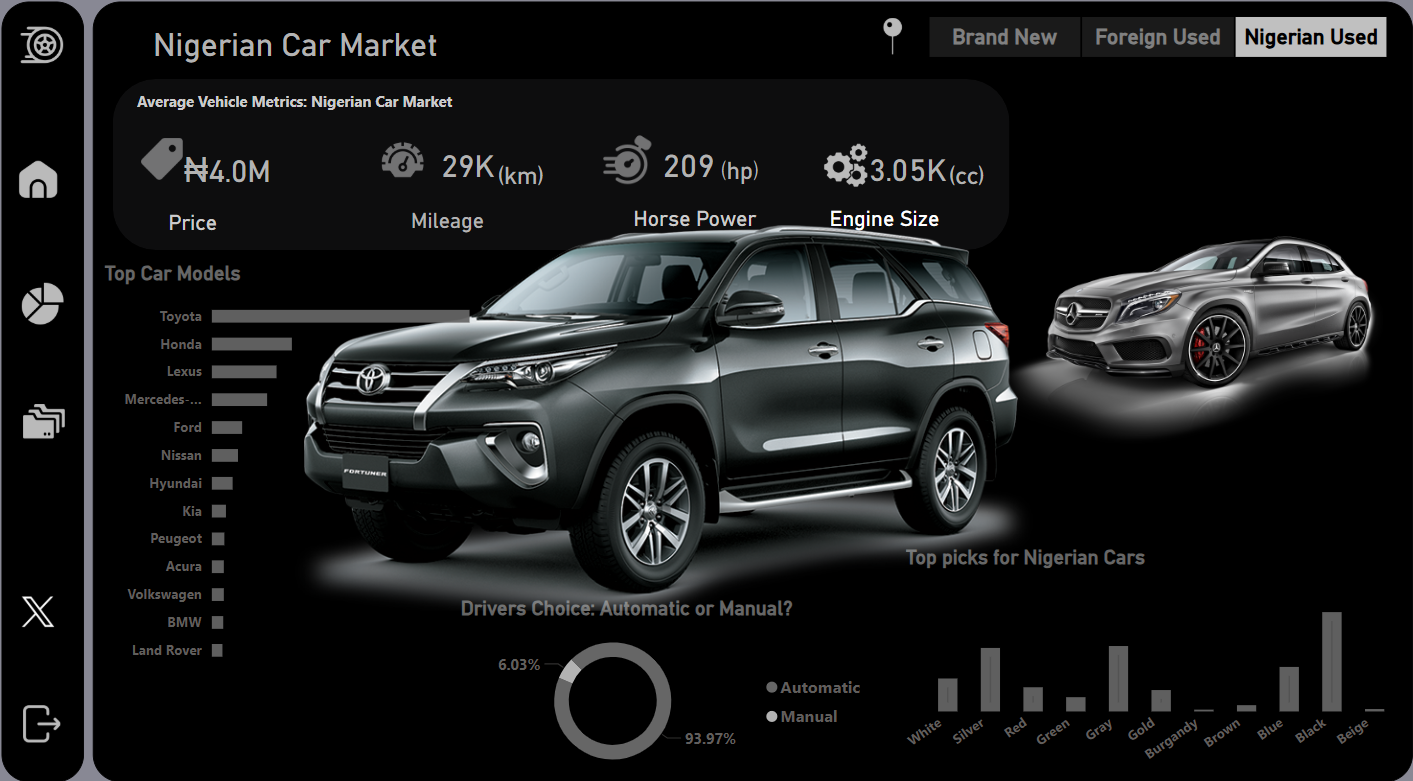 Nigerian Car Market
Brand New
Foreign Used
Nigerian Used
Average Vehicle Metrics: Nigerian Car Market
₦4.0M
29K (km)
209 (hp)
3.05K (cc)
Price
Mileage
Horse Power
Engine Size
Top Car Models
Toyota
Honda
Lexus
Mercedes-...
Ford
Nissan
Hyundai
Kia
Peugeot
Acura
Volkswagen
BMW
Land Rover
FORTUNER
Drivers Choice: Automatic or Manual?
6.03%
93.97%
Automatic
Manual
Top picks for Nigerian Cars
White
Silver
Red
Green
Gray
Gold
Burgandy
Brown
Blue
Black
Beige